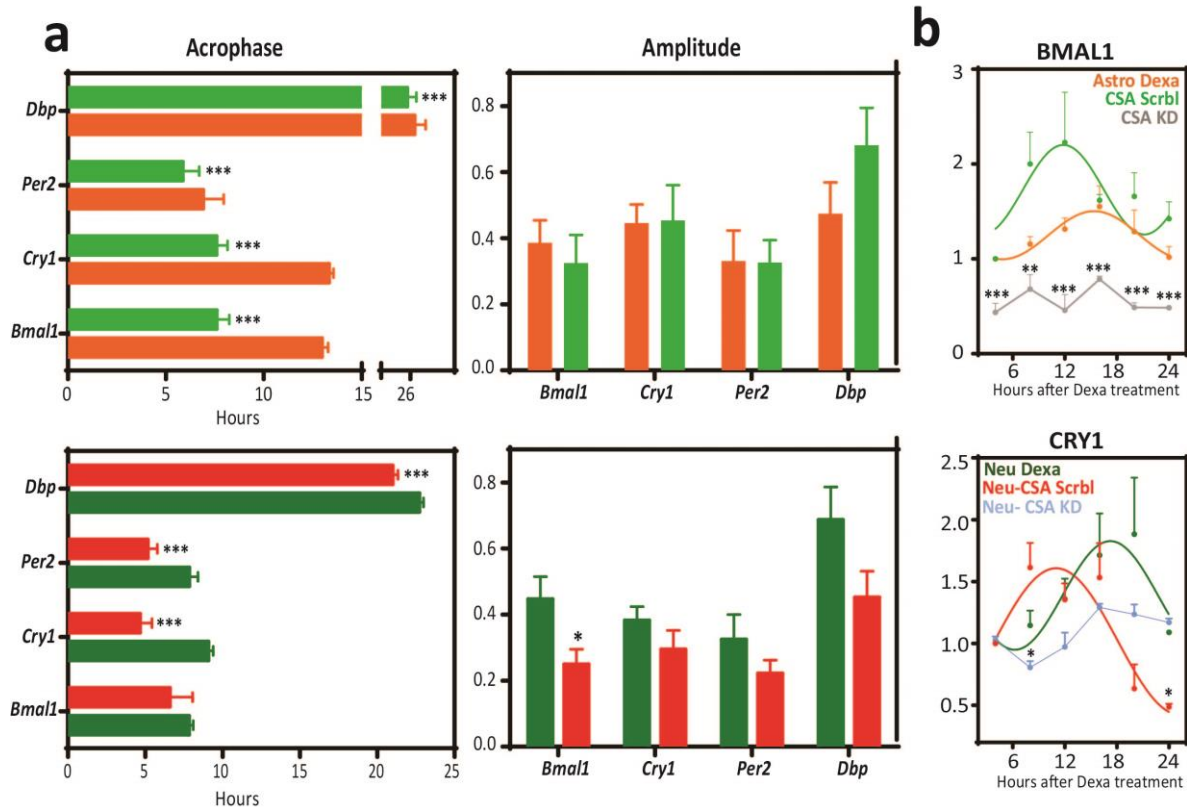 a
Acrophase
Dbp
***
Per2
***
Cry1
***
Bmal1
***
0 5 10 15 26
Hours
Amplitude
0.8
0.6
0.4
0.2
0.0
Bmal1 Cry1 Per2 Dbp
b
BMAL1
Astro Dexa
CSA Scrbl
CSA KD
3
2
1
0
*** ** *** *** *** ***
6 12 18 24
Hours after Dexa treatment
Dbp
***
Per2
***
Cry1
***
Bmal1
0 5 10 15 20 25
Hours
0.8
0.6
0.4
0.2
0.0
*
Bmal1 Cry1 Per2 Dbp
CRY1
Neu Dexa
Neu-CSA Scrbl
Neu- CSA KD
2.5
2.0
1.5
1.0
0.5
* *
6 12 18 24
Hours after Dexa treatment